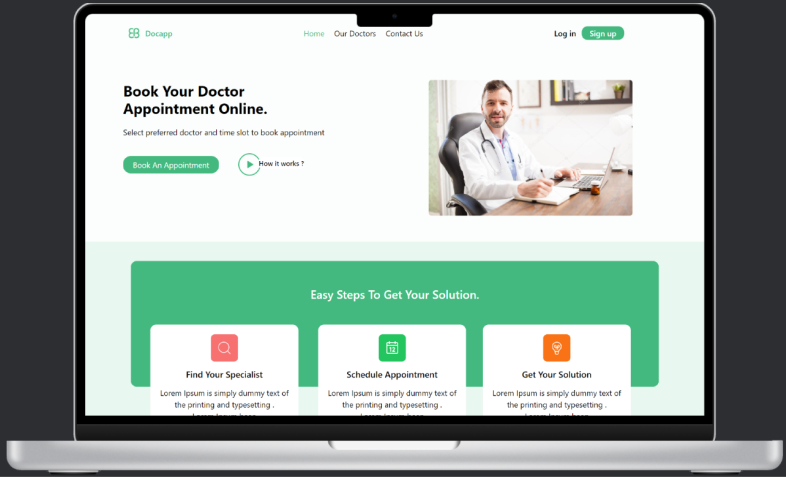 Docapp
Home Our Doctors Contact Us
Log in Sign up
Book Your Doctor
Appointment Online.
Select preferred doctor and time slot to book appointment
Book An Appointment
How it works ?
Easy Steps To Get Your Solution.
12
Find Your Specialist
Lorem Ipsum is simply dummy text of
the printing and typesetting .
Schedule Appointment
Lorem Ipsum is simply dummy text of
the printing and typesetting .
Get Your Solution
Lorem Ipsum is simply dummy text of
the printing and typesetting .